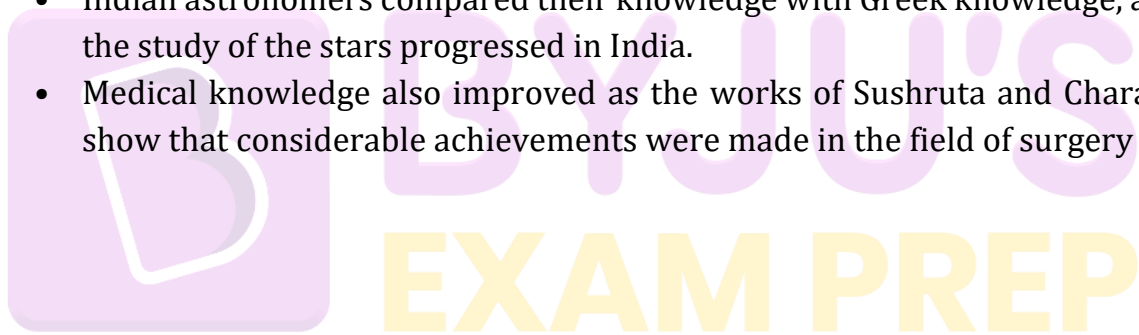 • Indian astronomers compared their knowledge with Greek knowledge, a
the study of the stars progressed in India.
• Medical knowledge also improved as the works of Sushruta and Chara
show that considerable achievements were made in the field of surgery
BYJU'S
EXAM PREP